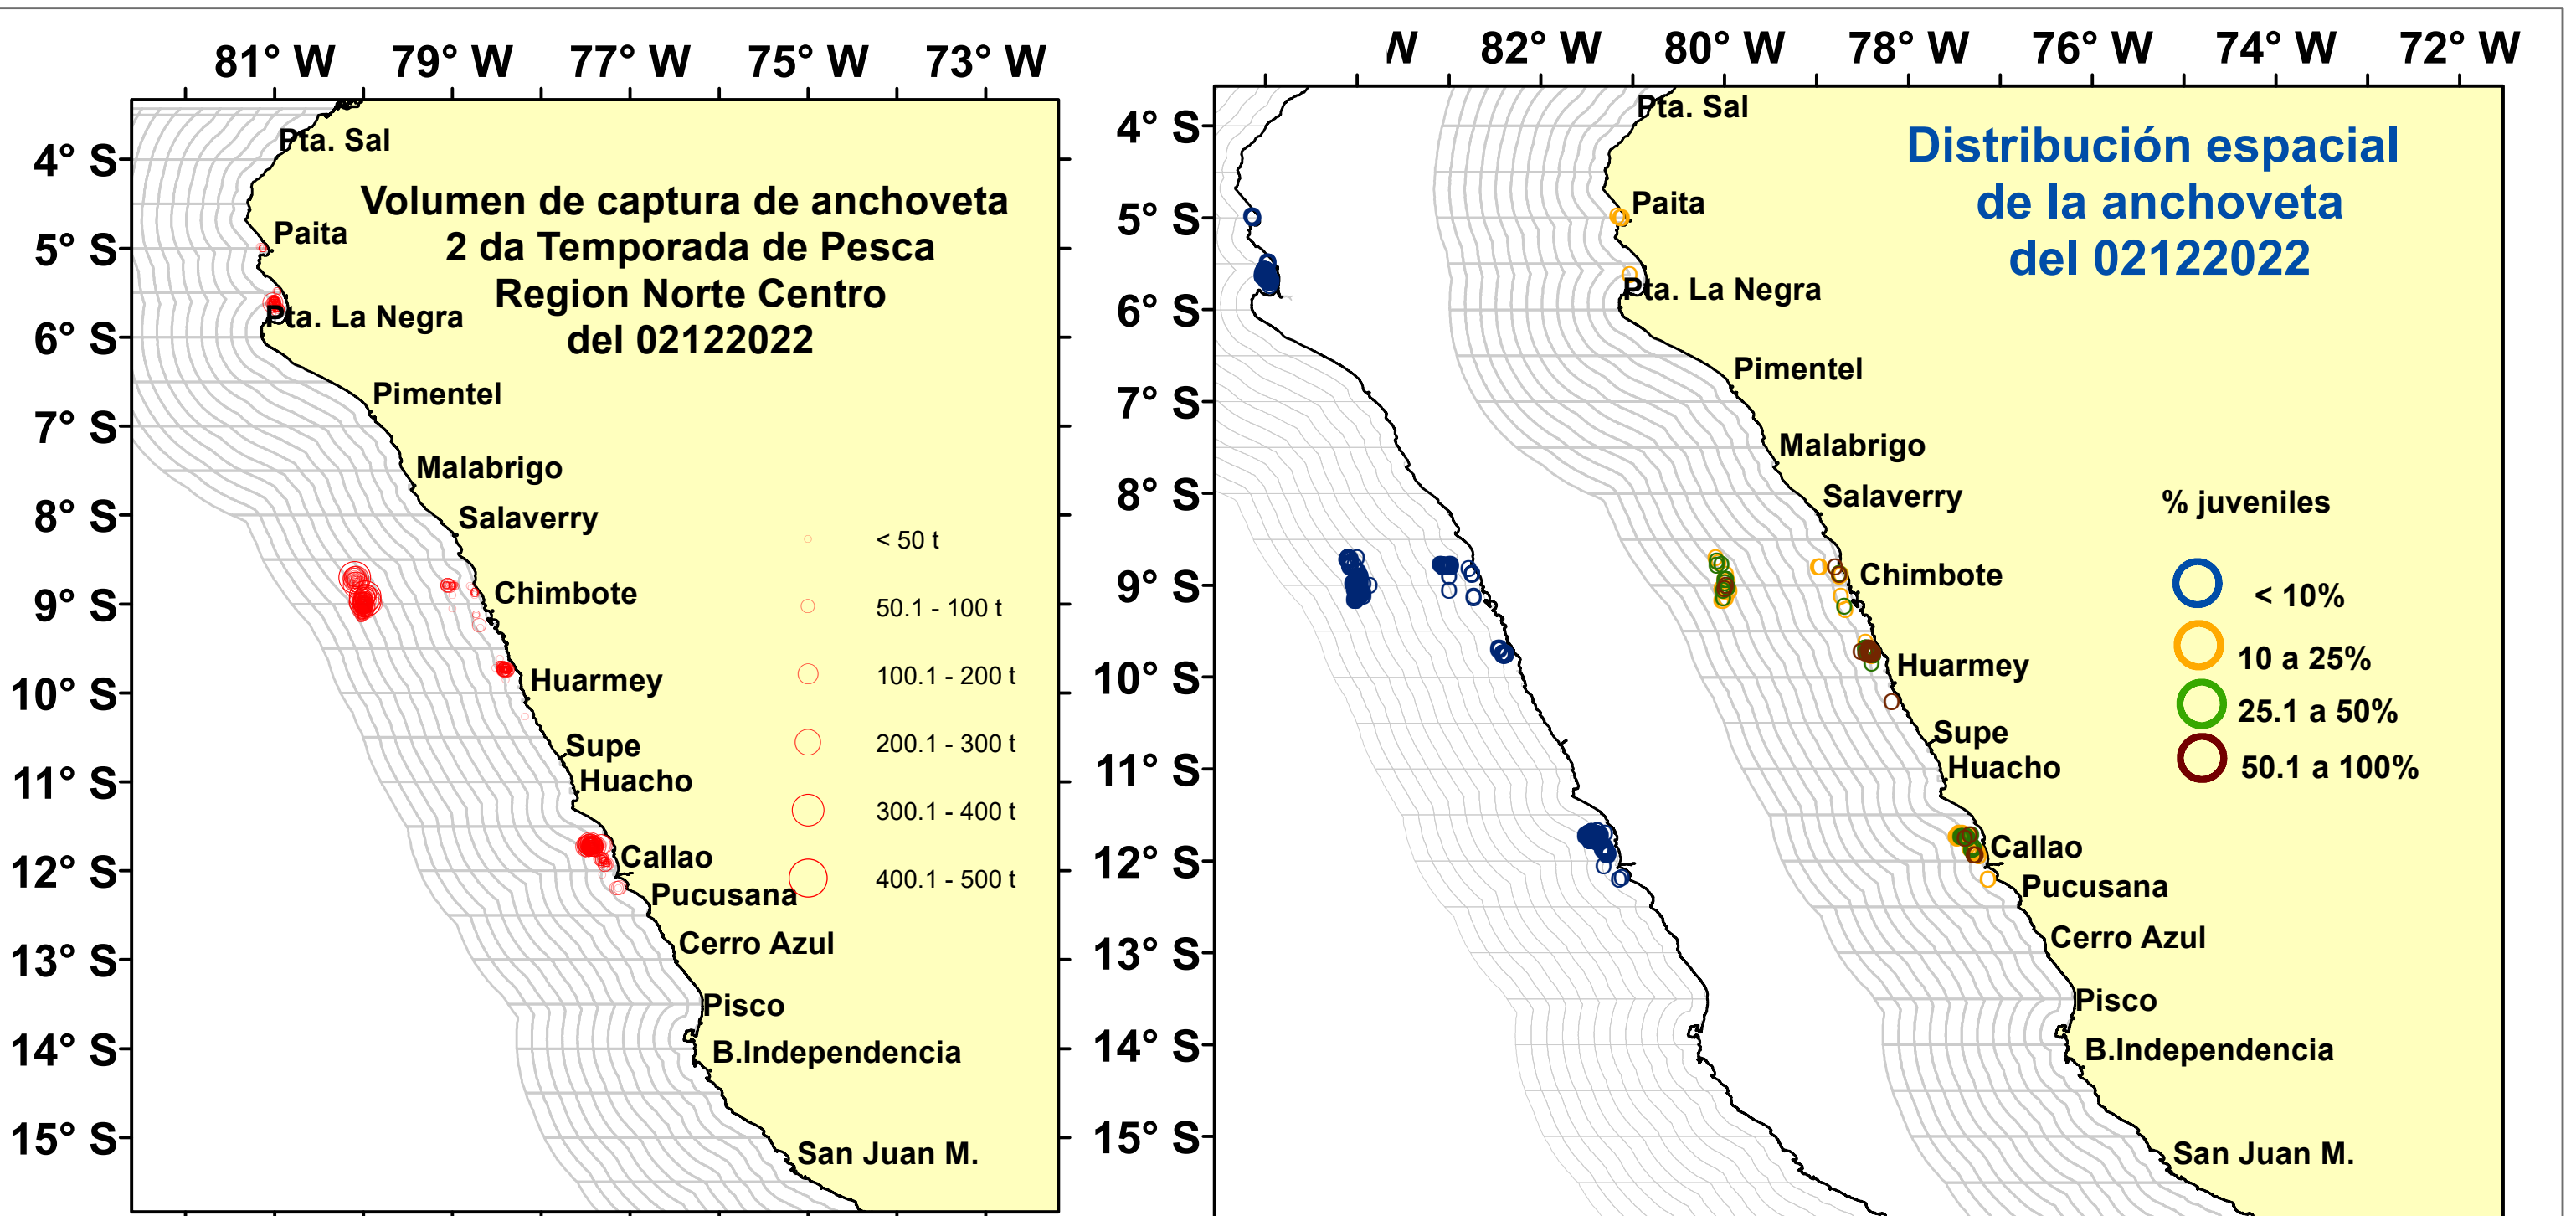 81° W 79° W 77° W 75° W 73° W
4° S
5° S
6° S
7° S
8° S
9° S
10° S
11° S
12° S
13° S
14° S
15° S
Volumen de captura de anchoveta
2 da Temporada de Pesca
Region Norte Centro
del 02122022
Pta. Sal
Paita
Pta. La Negra
Pimentel
Malabrigo
Salaverry
Chimbote
Huarmey
Supe
Huacho
Callao
Pucusana
Cerro Azul
Pisco
B.Independencia
San Juan M.
< 50 t
50.1 - 100 t
100.1 - 200 t
200.1 - 300 t
300.1 - 400 t
400.1 - 500 t
W 82° W 80° W 78° W 76° W 74° W 72° W
4° S
5° S
6° S
7° S
8° S
9° S
10° S
11° S
12° S
13° S
14° S
15° S
Distribución espacial
de la anchoveta
del 02122022
Pta. Sal
Paita
Pta. La Negra
Pimentel
Malabrigo
Salaverry
Chimbote
Huarmey
Supe
Huacho
Callao
Pucusana
Cerro Azul
Pisco
B.Independencia
San Juan M.
% juveniles
< 10%
10 a 25%
25.1 a 50%
50.1 a 100%